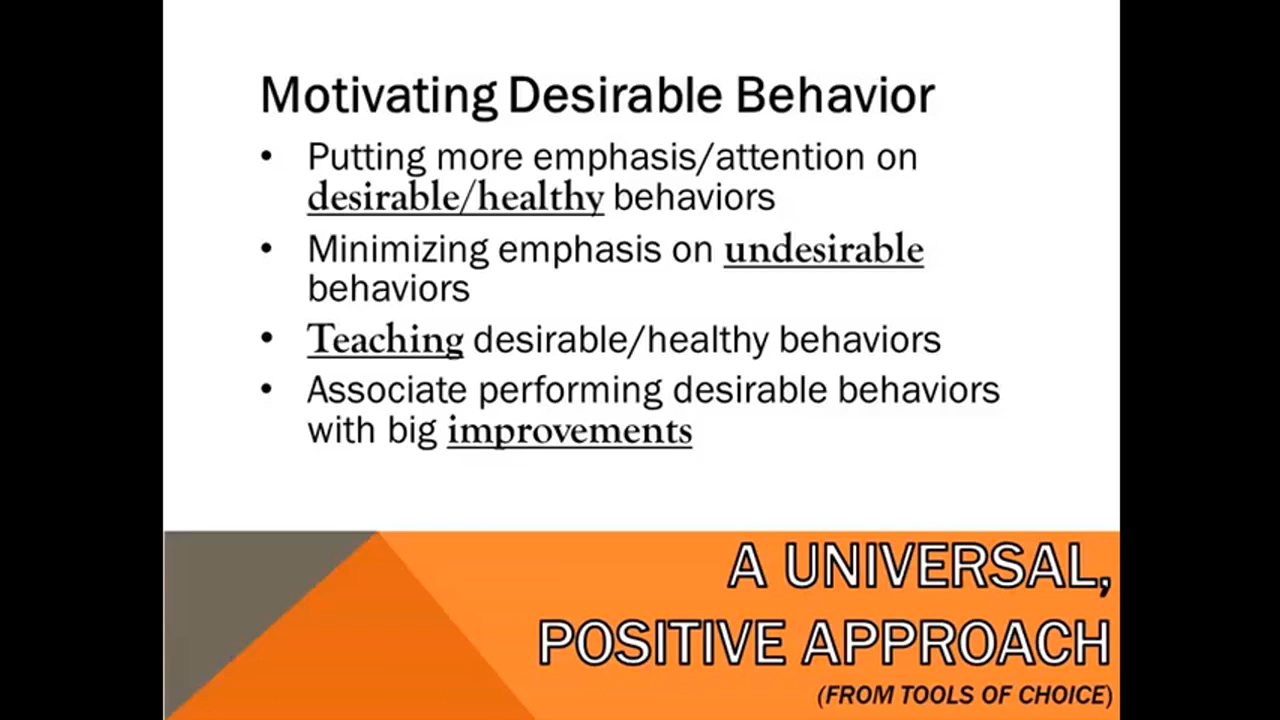 Motivating Desirable Behavior
• Putting more emphasis/attention on
desirable/healthy behaviors
• Minimizing emphasis on undesirable
behaviors
• Teaching desirable/healthy behaviors
• Associate performing desirable behaviors
with big improvements
A UNIVERSAL,
POSITIVE APPROACH
(FROM TOOLS OF CHOICE)